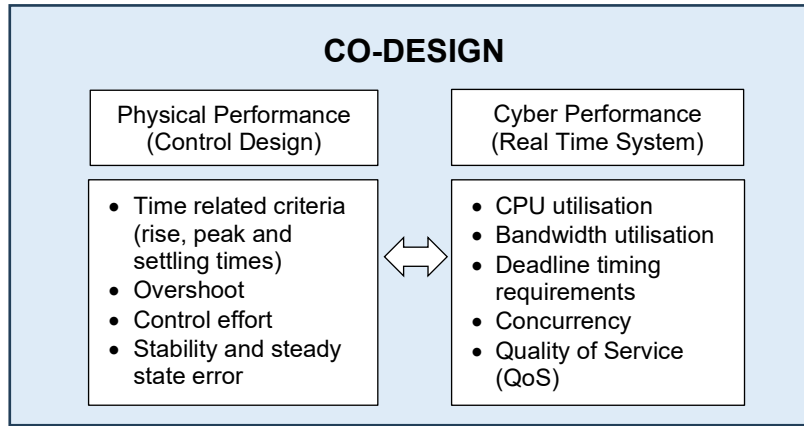 CO-DESIGN
Physical Performance
(Control Design)
• Time related criteria
(rise, peak and
settling times)
• Overshoot
• Control effort
• Stability and steady
state error
Cyber Performance
(Real Time System)
• CPU utilisation
• Bandwidth utilisation
• Deadline timing
requirements
• Concurrency
• Quality of Service
(QoS)